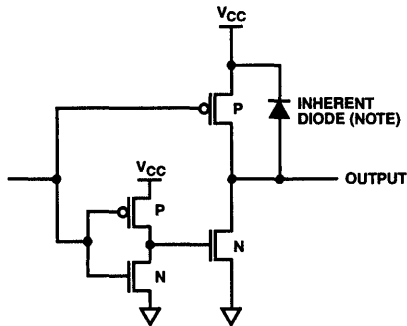 VCC
P
INHERENT
DIODE (NOTE)
VCC
OUTPUT
P
N
N